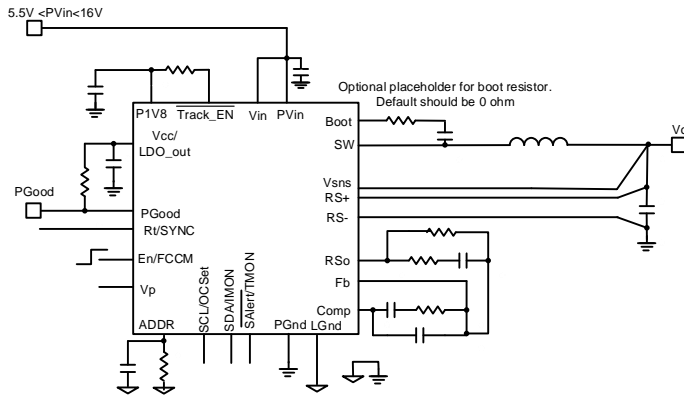 5.5V <PVin<16V
Optional placeholder for boot resistor.
Default should be 0 ohm
P1V8
Track_EN
Vin
PVin
Boot
Vcc/
LDO_out
SW
Vsns
RS+
RS-
PGood
PGood
Rt/SYNC
En/FCCM
Vp
RSo
Fb
Comp
ADDR
SCL/OCSet
SDA/IMON
SAlert/TMON
PGnd
LGnd